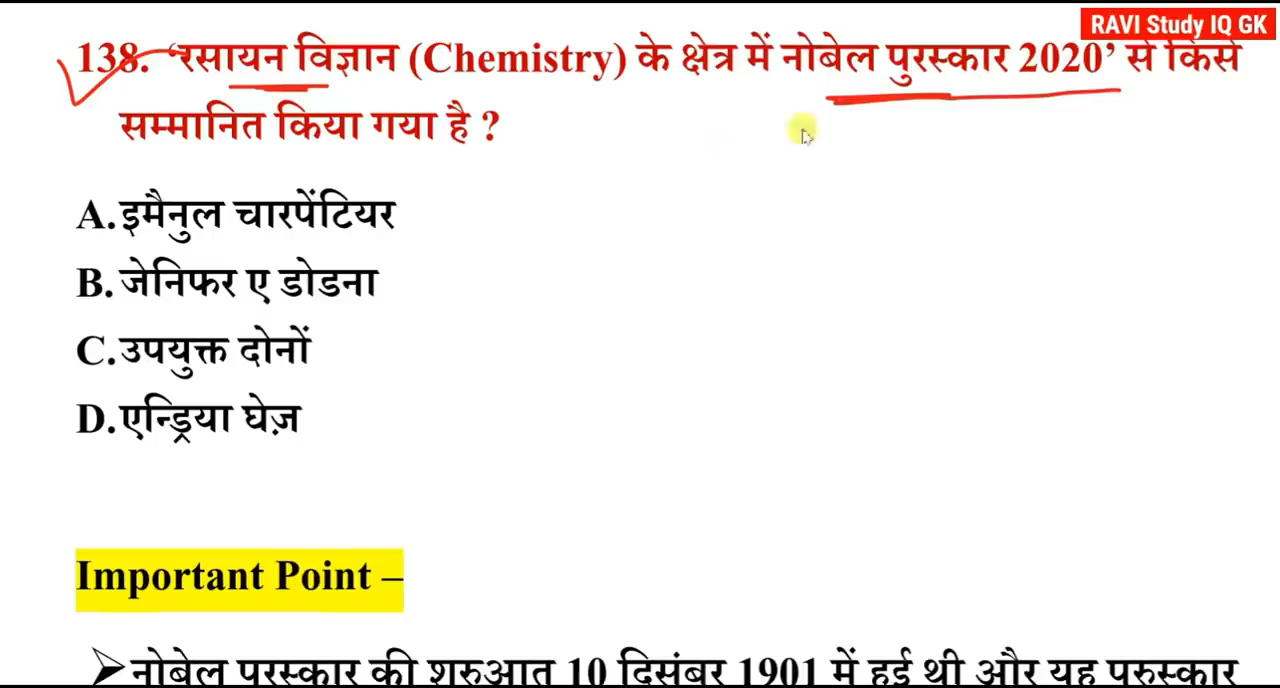 RAVI Study IQ GK
138. ‘रसायन विज्ञान (Chemistry) के क्षेत्र में नोबेल पुरस्कार 2020’ से किसे
सम्मानित किया गया है ?
A.इमैनुल चारपेंटियर
B. जेनिफर ए डोडना
C.उपयुक्त दोनों
D.एन्ड्रिया घेज़
Important Point –
➤नोबेल पुरस्कार की शुरुआत 10 दिसंबर 1901 में हुई थी और यह पुरुस्कार